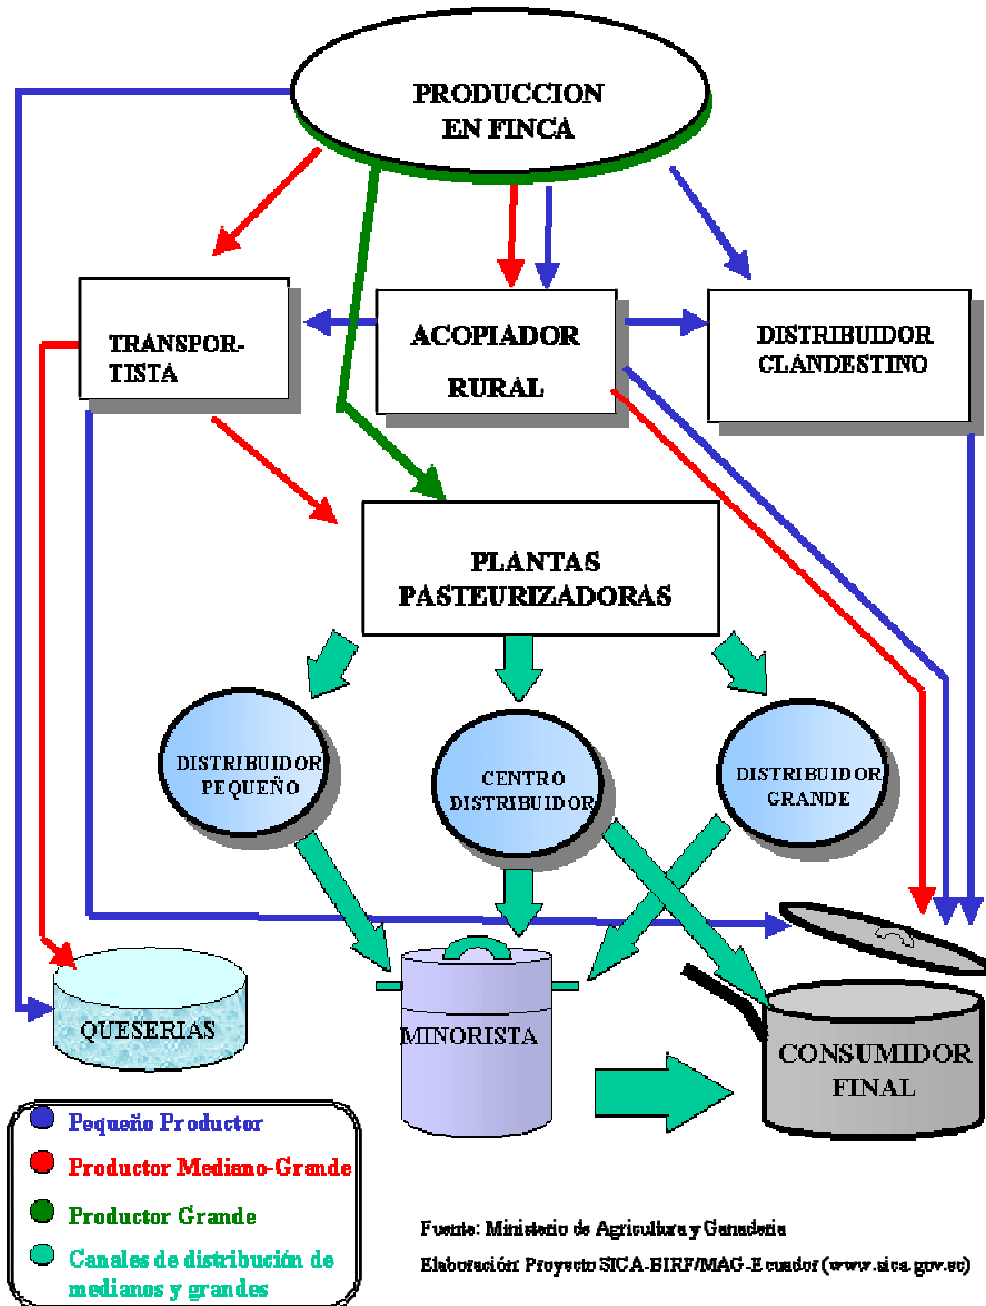 PRODUCCION
EN FINCA
TRANSPOR-
TISTA
ACOPIADOR
RURAL
DISTRIBUIDOR
CLANDESTINO
PLANTAS
PASTEURIZADORAS
DISTRIBUIDOR
PEQUEÑO
CENTRO
DISTRIBUIDOR
DISTRIBUIDOR
GRANDE
QUESERIAS
MINORISTA
CONSUMIDOR
FINAL
Pequeño Productor
Productor Mediano-Grande
Productor Grande
Canales de distribución de
medianos y grandes
Fuente: Ministerio de Agricultura y Ganaderia
Elaboración: Proyecto SICA-BIRF/MAG-Ecuador (www.sica.gov.ec)